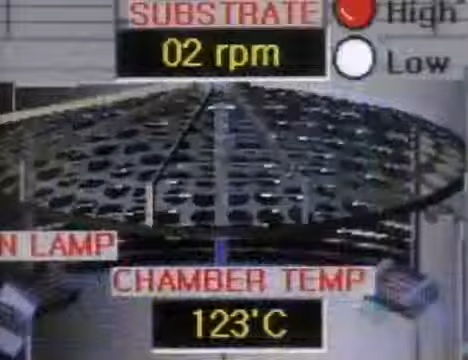 SUBSTRATE
High
02 rpm
Low
N LAMP
CHAMBER TEMP
123°C